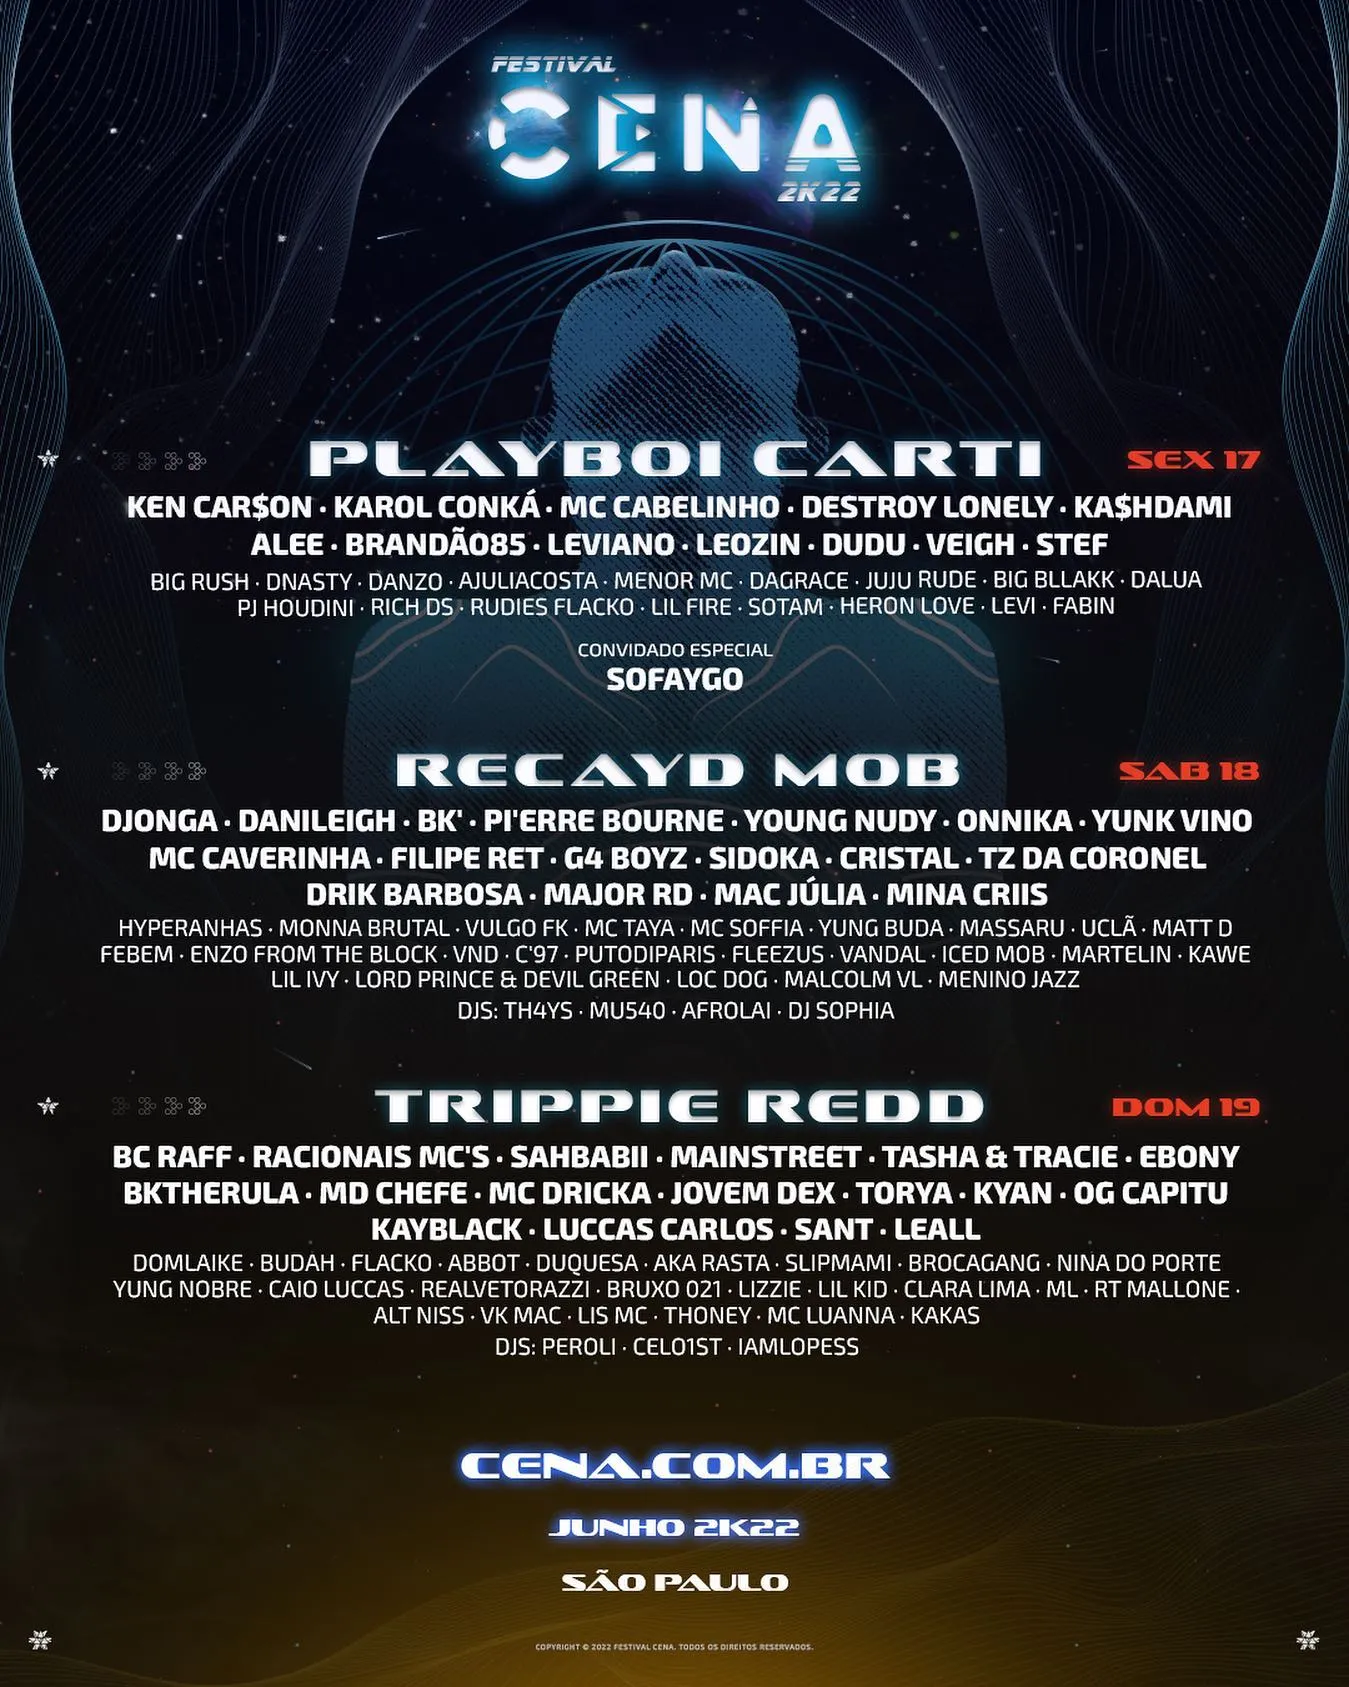 FESTIVAL
CENA
2K22
PLAYBOI CARTI
SEX 17
KEN CAR$ON · KAROL CONKÁ · MC CABELINHO · DESTROY LONELY · KA$HDAMI
ALEE · BRANDÃO85 · LEVIANO · LEOZIN · DUDU · VEIGH · STEF
BIG RUSH · DNASTY · DANZO · AJULIACOSTA · MENOR MC · DAGRACE · JUJU RUDE · BIG BLLAKK · DALUA
PJ HOUDINI · RICH DS · RUDIES FLACKO · LIL FIRE · SOTAM · HERON LOVE · LEVI · FABIN
CONVIDADO ESPECIAL
SOFAYGO
RECAYD MOB
SAB 18
DJONGA · DANILEIGH · BK' · PI'ERRE BOURNE · YOUNG NUDY · ONNIKA · YUNK VINO
MC CAVERINHA · FILIPE RET · G4 BOYZ · SIDOKA · CRISTAL · TZ DA CORONEL
DRIK BARBOSA · MAJOR RD · MAC JÚLIA · MINA CRIIS
HYPERANHAS · MONNA BRUTAL · VULGO FK · MC TAYA · MC SOFFIA · YUNG BUDA · MASSARU · UCLÃ · MATT D
FEBEM · ENZO FROM THE BLOCK · VND · C'97 · PUTODIPARIS · FLEEZUS · VANDAL · ICED MOB · MARTELIN · KAWE
LIL IVY · LORD PRINCE & DEVIL GREEN · LOC DOG · MALCOLM VL · MENINO JAZZ
DJS: TH4YS · MU540 · AFROLAI · DJ SOPHIA
TRIPPIE REDD
DOM 19
BC RAFF · RACIONAIS MC'S · SAHBABII · MAINSTREET · TASHA & TRACIE · EBONY
BKTHERULA · MD CHEFE · MC DRICKA · JOVEM DEX · TORYA · KYAN · OG CAPITU
KAYBLACK · LUCCAS CARLOS · SANT · LEALL
DOMLAIKE · BUDAH · FLACKO · ABBOT · DUQUESA · AKA RASTA · SLIPMAMI · BROCAGANG · NINA DO PORTE
YUNG NOBRE · CAIO LUCCAS · REALVETORAZZI · BRUXO 021 · LIZZIE · LIL KID · CLARA LIMA · ML · RT MALLONE ·
ALT NISS · VK MAC · LIS MC · THONEY · MC LUANNA · KAKAS
DJS: PEROLI · CELO1ST · IAMLOPESS
CENA.COM.BR
JUNHO 2K22
SÃO PAULO
COPYRIGHT © 2022 FESTIVAL CENA. TODOS OS DIREITOS RESERVADOS.